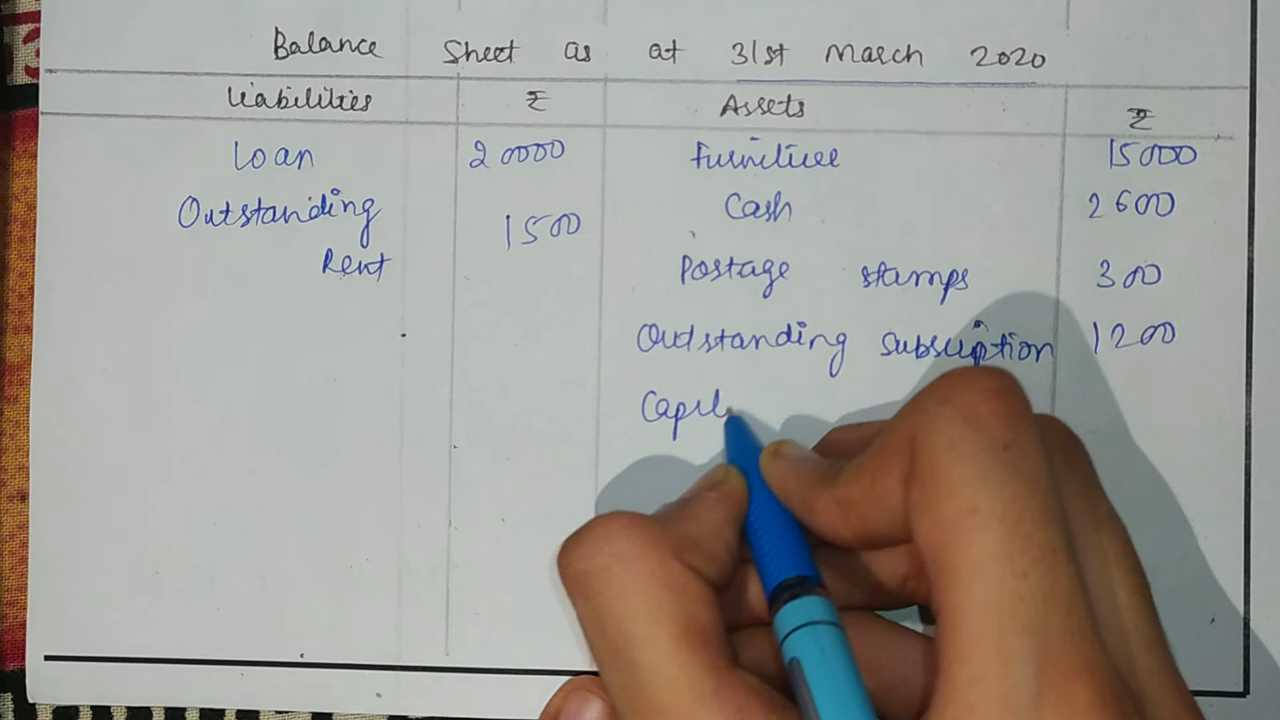 Balance Sheet as at 31st March 2020
Liabilities ₹ Assets ₹
Loan 20000 Furniture 15000
Outstanding Rent 1500 Cash 2600
Postage stamps 300
Outstanding subscription 1200
Capit